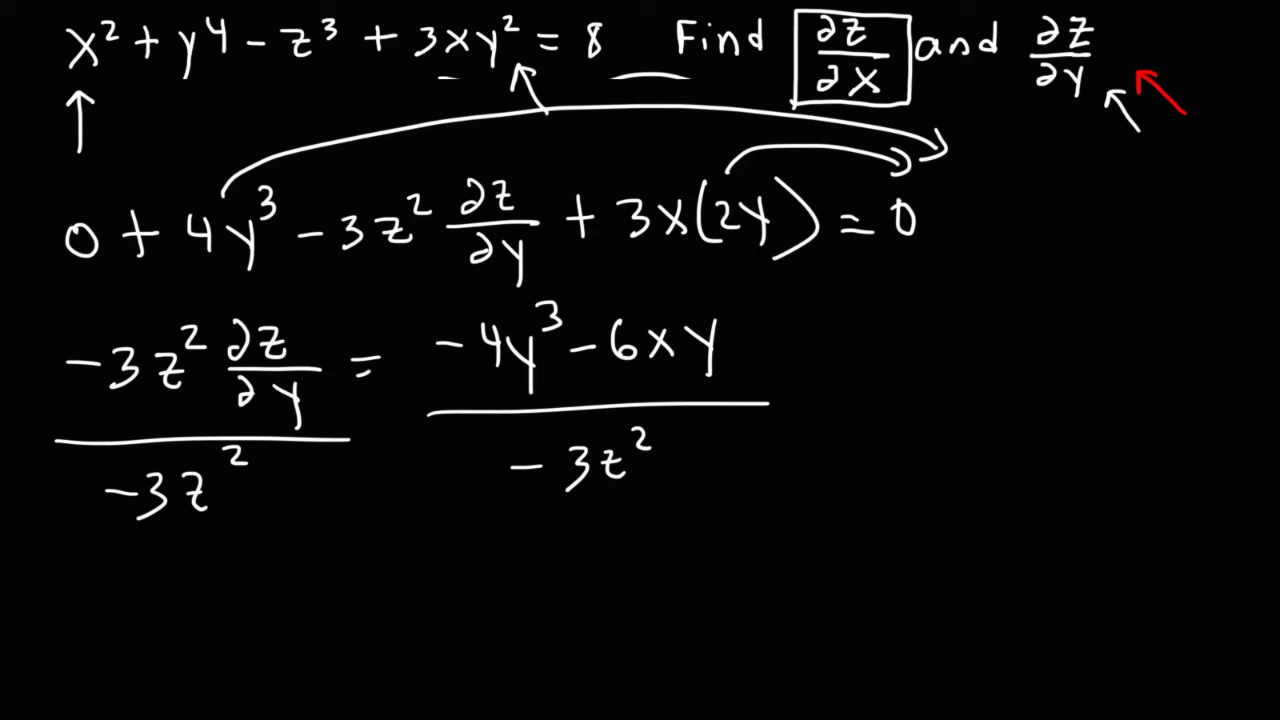 x² + y⁴ - z³ + 3xy² = 8 Find ∂z/∂x and ∂z/∂y
0 + 4y³ - 3z² ∂z/∂y + 3x(2y) = 0
-3z² ∂z/∂y = -4y³ - 6xy
-3z² -3z²